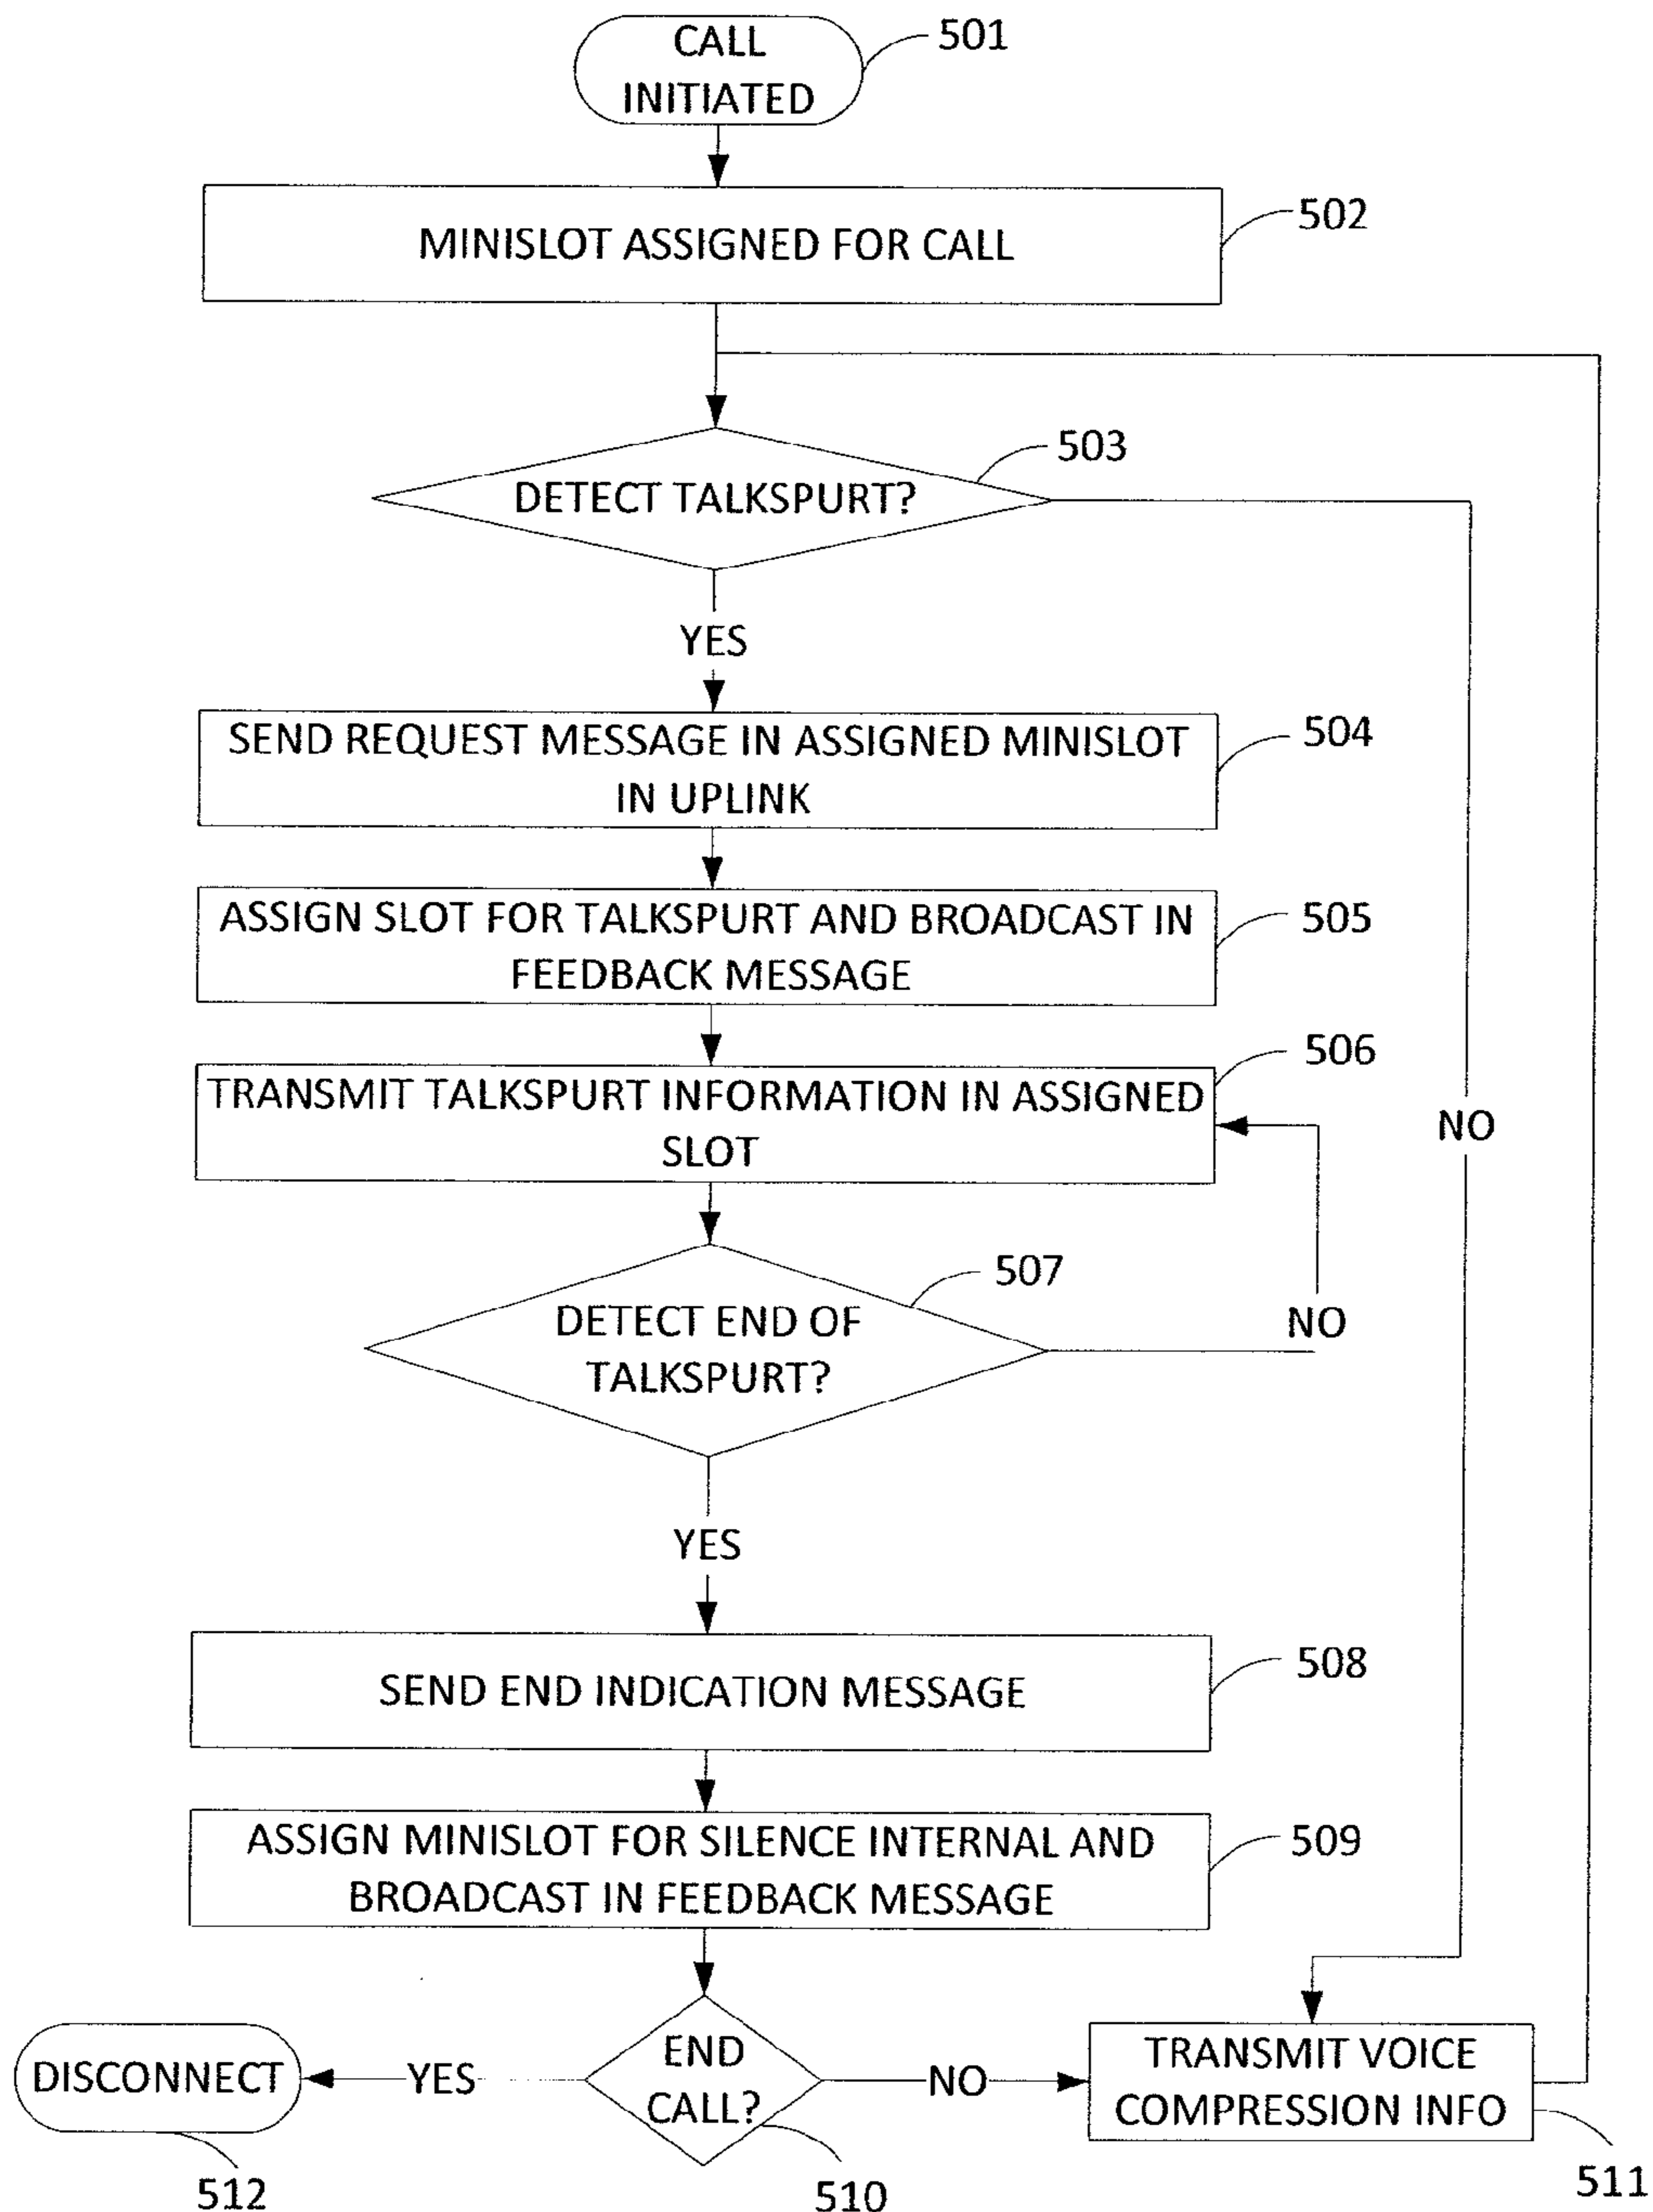 CALL
INITIATED
501
MINISLOT ASSIGNED FOR CALL
502
DETECT TALKSPURT?
503
YES
SEND REQUEST MESSAGE IN ASSIGNED MINISLOT
IN UPLINK
504
ASSIGN SLOT FOR TALKSPURT AND BROADCAST IN
FEEDBACK MESSAGE
505
TRANSMIT TALKSPURT INFORMATION IN ASSIGNED
SLOT
506
NO
DETECT END OF
TALKSPURT?
507
NO
YES
SEND END INDICATION MESSAGE
508
ASSIGN MINISLOT FOR SILENCE INTERNAL AND
BROADCAST IN FEEDBACK MESSAGE
509
DISCONNECT
YES
END
CALL?
NO
TRANSMIT VOICE
COMPRESSION INFO
512
510
511